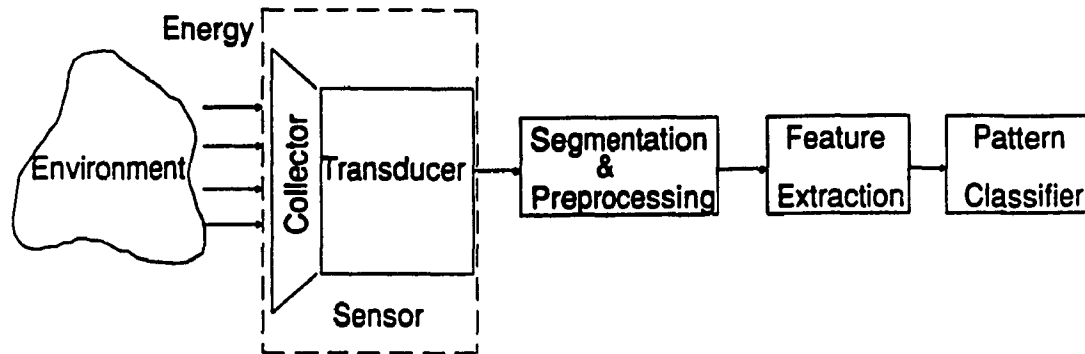 Energy
Environment
Collector
Transducer
Sensor
Segmentation
&
Preprocessing
Feature
Extraction
Pattern
Classifier